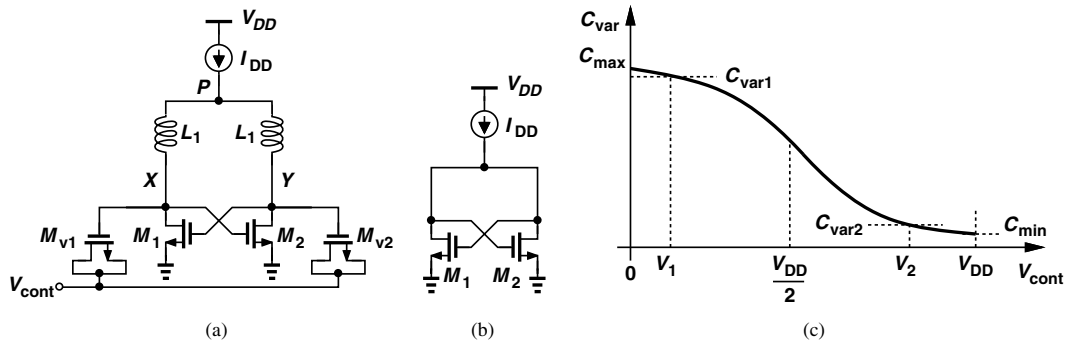 V_DD
I_DD
P
L_1 L_1
X Y
M_v1 M_1 M_2 M_v2
V_cont
(a)
V_DD
I_DD
M_1 M_2
(b)
C_var
C_max
C_var1
C_var2
C_min
0 V_1 V_DD/2 V_2 V_DD V_cont
(c)